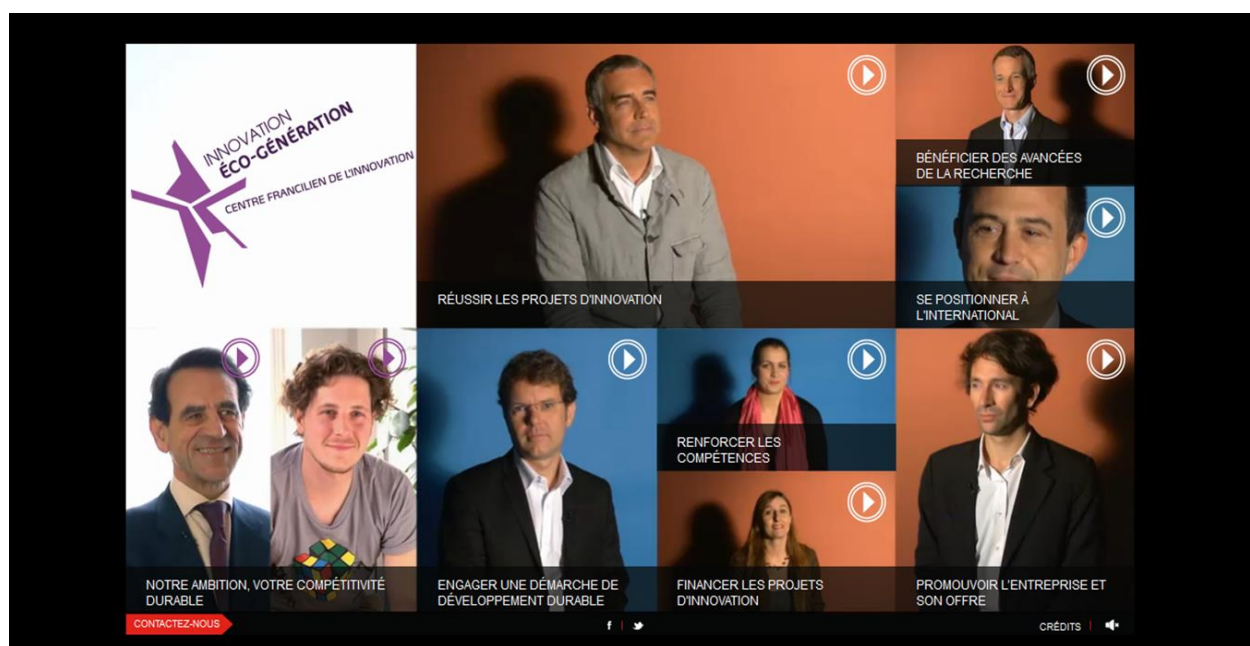 INNOVATION
ÉCO-GÉNÉRATION
CENTRE FRANCILIEN DE L'INNOVATION
RÉUSSIR LES PROJETS D'INNOVATION
BÉNÉFICIER DES AVANCÉES
DE LA RECHERCHE
SE POSITIONNER À
L'INTERNATIONAL
NOTRE AMBITION, VOTRE COMPÉTITIVITÉ
DURABLE
ENGAGER UNE DÉMARCHE DE
DÉVELOPPEMENT DURABLE
RENFORCER LES
COMPÉTENCES
FINANCER LES PROJETS
D'INNOVATION
PROMOUVOIR L'ENTREPRISE ET
SON OFFRE
CONTACTEZ-NOUS
CRÉDITS